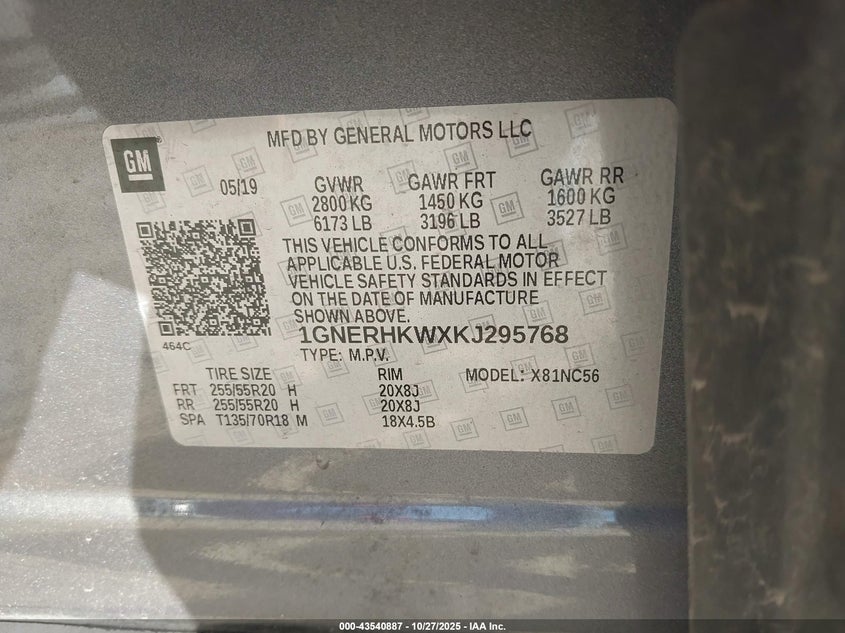 MFD BY GENERAL MOTORS LLC
GM
05/19 GVWR GAWR FRT GAWR RR
2800 KG 1450 KG 1600 KG
6173 LB 3196 LB 3527 LB
THIS VEHICLE CONFORMS TO ALL
APPLICABLE U.S. FEDERAL MOTOR
VEHICLE SAFETY STANDARDS IN EFFECT
ON THE DATE OF MANUFACTURE
SHOWN ABOVE.
464C
1GNERHKWXKJ295768
TYPE: M.P.V.
TIRE SIZE RIM MODEL: X81NC56
FRT 255/55R20 H 20X8J
RR 255/55R20 H 20X8J
SPA T135/70R18 M 18X4.5B
000-43540887 - 10/27/2025 - IAA Inc.